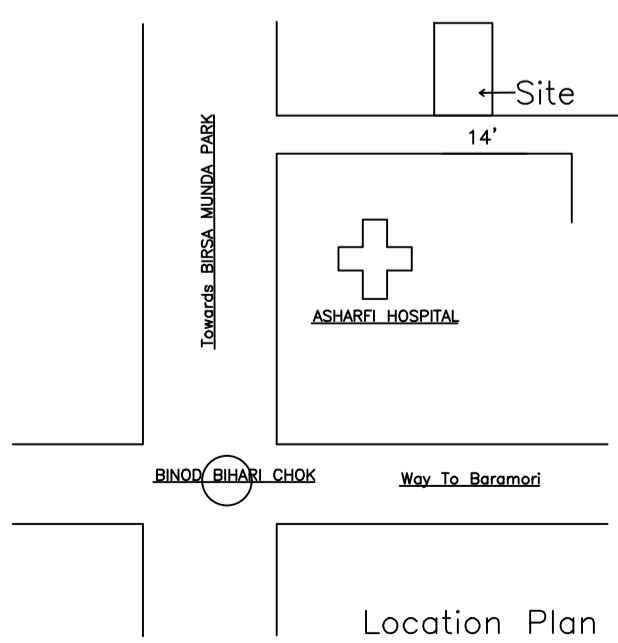 Site
14'
Towards BIRSA MUNDA PARK
ASHARFI HOSPITAL
BINOD BIHARI CHOK
Way To Baramori
Location Plan